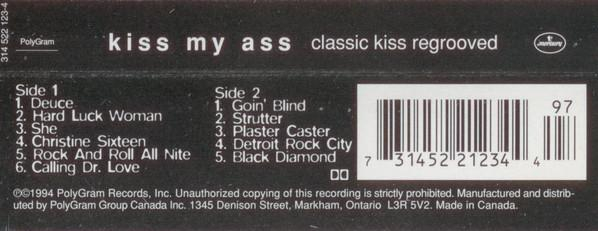 314 522 123-4
PolyGram
kiss my ass classic kiss regrooved
mercury
Side 1
1. Deuce
2. Hard Luck Woman
3. She
4. Christine Sixteen
5. Rock And Roll All Nite
6. Calling Dr. Love
Side 2
1. Goin' Blind
2. Strutter
3. Plaster Caster
4. Detroit Rock City
5. Black Diamond
97
7 31452 21234 4
℗©1994 PolyGram Records, Inc. Unauthorized copying of this recording is strictly prohibited. Manufactured and distrib-
uted by PolyGram Group Canada Inc. 1345 Denison Street, Markham, Ontario L3R 5V2. Made in Canada.